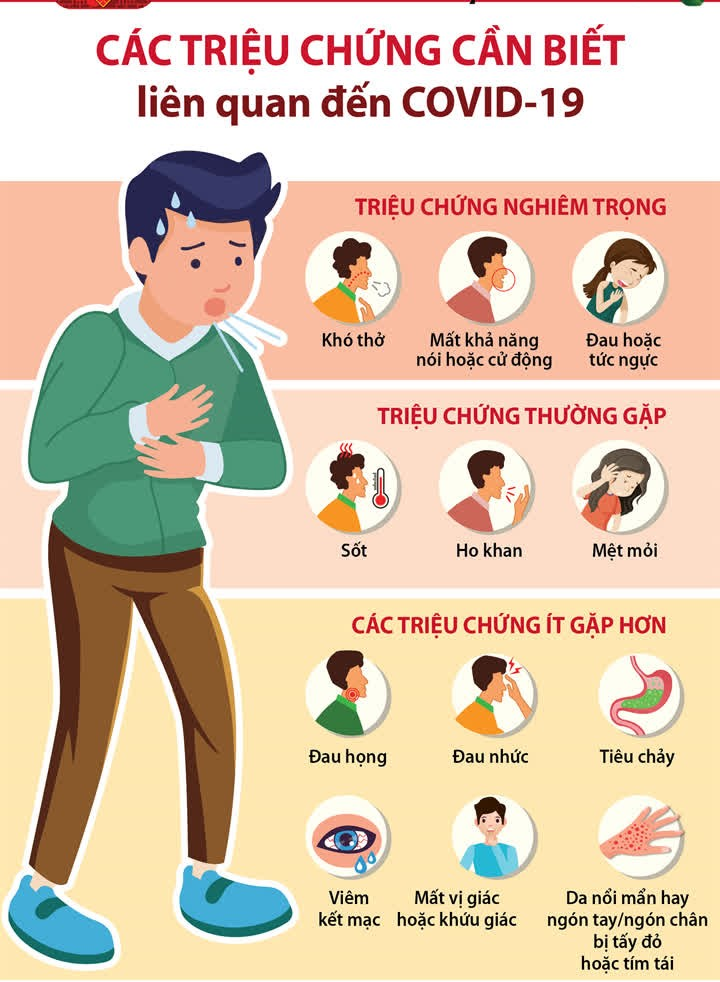 CÁC TRIỆU CHỨNG CẦN BIẾT
liên quan đến COVID-19
TRIỆU CHỨNG NGHIÊM TRỌNG
Khó thở
Mất khả năng
nói hoặc cử động
Đau hoặc
tức ngực
TRIỆU CHỨNG THƯỜNG GẶP
Sốt
Ho khan
Mệt mỏi
CÁC TRIỆU CHỨNG ÍT GẶP HƠN
Đau họng
Đau nhức
Tiêu chảy
Viêm
kết mạc
Mất vị giác
hoặc khứu giác
Da nổi mẩn hay
ngón tay/ngón chân
bị tấy đỏ
hoặc tím tái